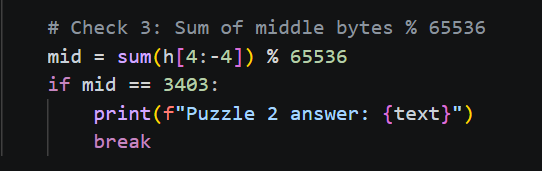 # Check 3: Sum of middle bytes % 65536
mid = sum(h[4:-4]) % 65536
if mid == 3403:
    print(f"Puzzle 2 answer: {text}")
    break